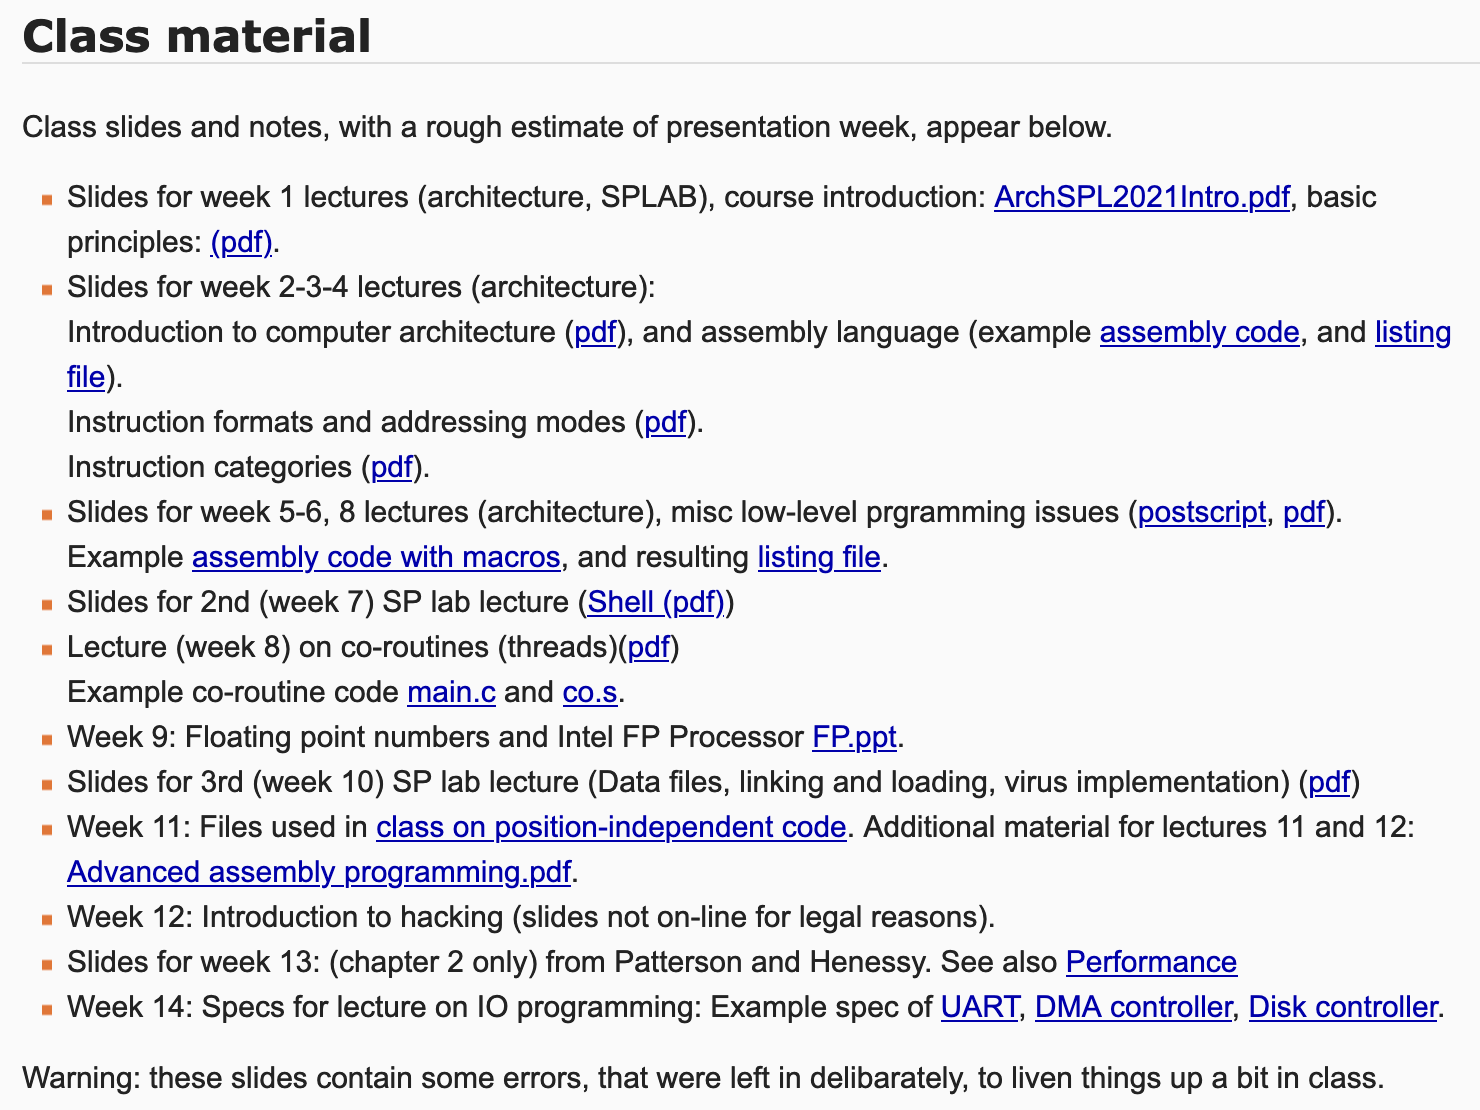 Class material
Class slides and notes, with a rough estimate of presentation week, appear below.
Slides for week 1 lectures (architecture, SPLAB), course introduction: ArchSPL2021Intro.pdf, basic
principles: (pdf).
Slides for week 2-3-4 lectures (architecture):
Introduction to computer architecture (pdf), and assembly language (example assembly code, and listing
file).
Instruction formats and addressing modes (pdf).
Instruction categories (pdf).
Slides for week 5-6, 8 lectures (architecture), misc low-level prgramming issues (postscript, pdf).
Example assembly code with macros, and resulting listing file.
Slides for 2nd (week 7) SP lab lecture (Shell (pdf))
Lecture (week 8) on co-routines (threads)(pdf)
Example co-routine code main.c and co.s.
Week 9: Floating point numbers and Intel FP Processor FP.ppt.
Slides for 3rd (week 10) SP lab lecture (Data files, linking and loading, virus implementation) (pdf)
Week 11: Files used in class on position-independent code. Additional material for lectures 11 and 12:
Advanced assembly programming.pdf.
Week 12: Introduction to hacking (slides not on-line for legal reasons).
Slides for week 13: (chapter 2 only) from Patterson and Henessy. See also Performance
Week 14: Specs for lecture on IO programming: Example spec of UART, DMA controller, Disk controller.
Warning: these slides contain some errors, that were left in delibarately, to liven things up a bit in class.